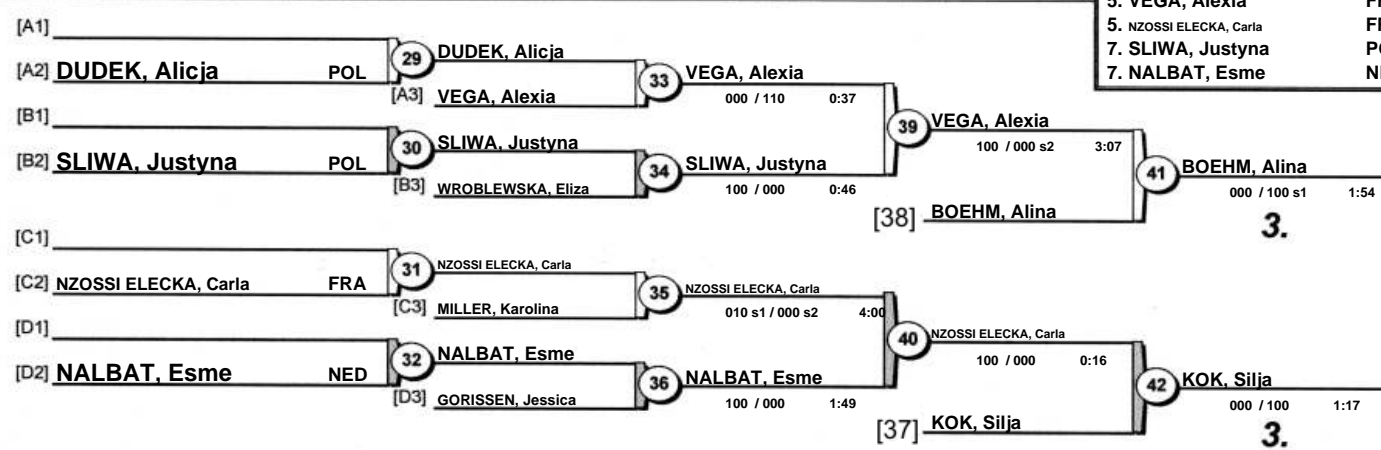 5. VEGA, Alexia
5. NZOSSI ELECKA, Carla
7. SLIWA, Justyna
7. NALBAT, Esme
[A1]
[A2] DUDEK, Alicja POL
29 DUDEK, Alicja
[A3] VEGA, Alexia
33 VEGA, Alexia
000 / 110 0:37
[B1]
[B2] SLIWA, Justyna POL
30 SLIWA, Justyna
[B3] WROBLEWSKA, Eliza
34 SLIWA, Justyna
100 / 000 0:46
39 VEGA, Alexia
100 / 000 s2 3:07
[38] BOEHM, Alina
41 BOEHM, Alina
000 / 100 s1 1:54
3.
[C1]
[C2] NZOSSI ELECKA, Carla FRA
31 NZOSSI ELECKA, Carla
[C3] MILLER, Karolina
35 NZOSSI ELECKA, Carla
010 s1 / 000 s2 4:00
[D1]
[D2] NALBAT, Esme NED
32 NALBAT, Esme
[D3] GORISSEN, Jessica
36 NALBAT, Esme
100 / 000 1:49
40 NZOSSI ELECKA, Carla
100 / 000 0:16
[37] KOK, Silja
42 KOK, Silja
000 / 100 1:17
3.